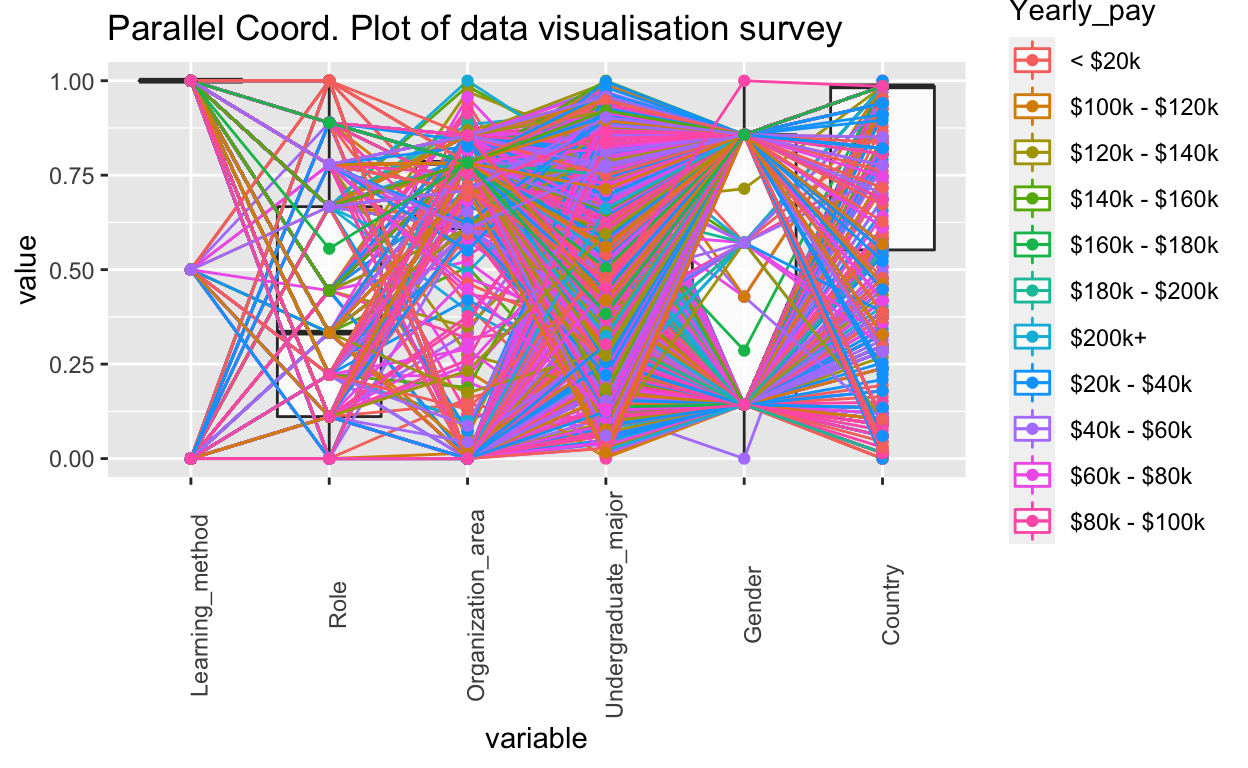 Parallel Coord. Plot of data visualisation survey
1.00
0.75
0.50
0.25
0.00
value
Learning_method
Role
Organization_area
Undergraduate_major
Gender
Country
variable
Yearly_pay
< $20k
$100k - $120k
$120k - $140k
$140k - $160k
$160k - $180k
$180k - $200k
$200k+
$20k - $40k
$40k - $60k
$60k - $80k
$80k - $100k